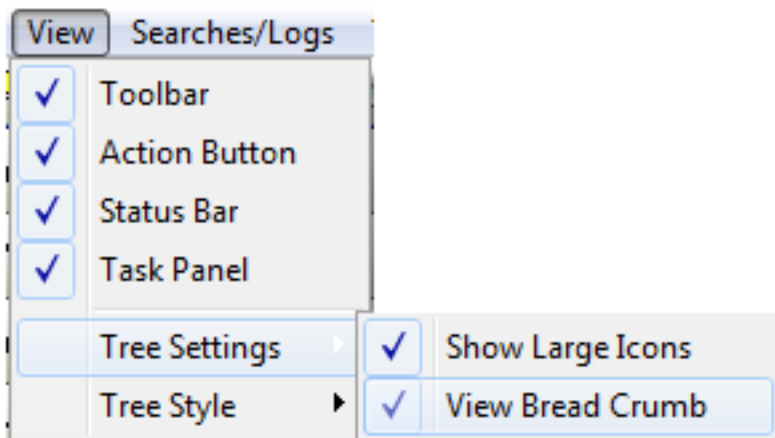 View Searches/Logs
Toolbar
Action Button
Status Bar
Task Panel
Tree Settings
Show Large Icons
Tree Style
View Bread Crumb